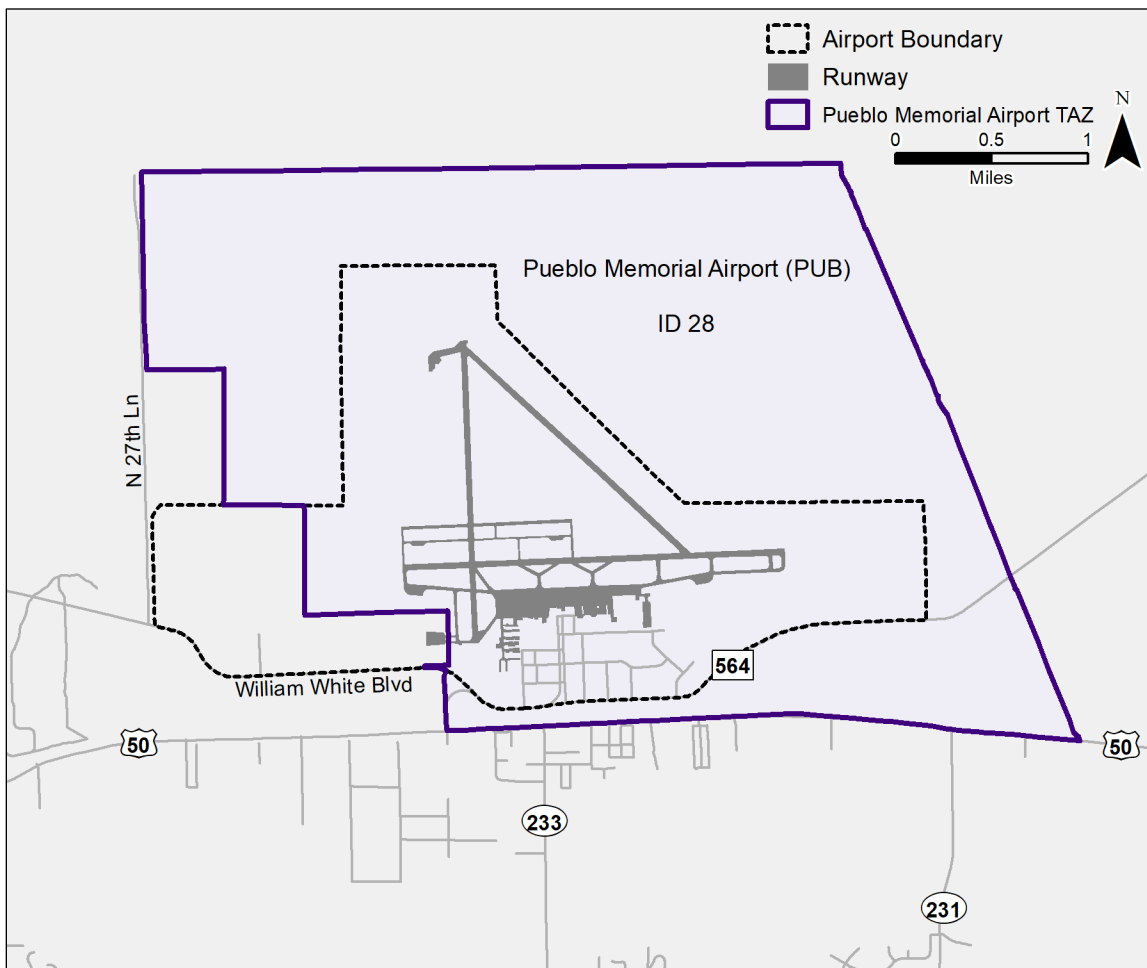 Airport Boundary
Runway
Pueblo Memorial Airport TAZ
N
0 0.5 1
Miles
Pueblo Memorial Airport (PUB)
ID 28
N 27th Ln
564
William White Blvd
50
50
233
231